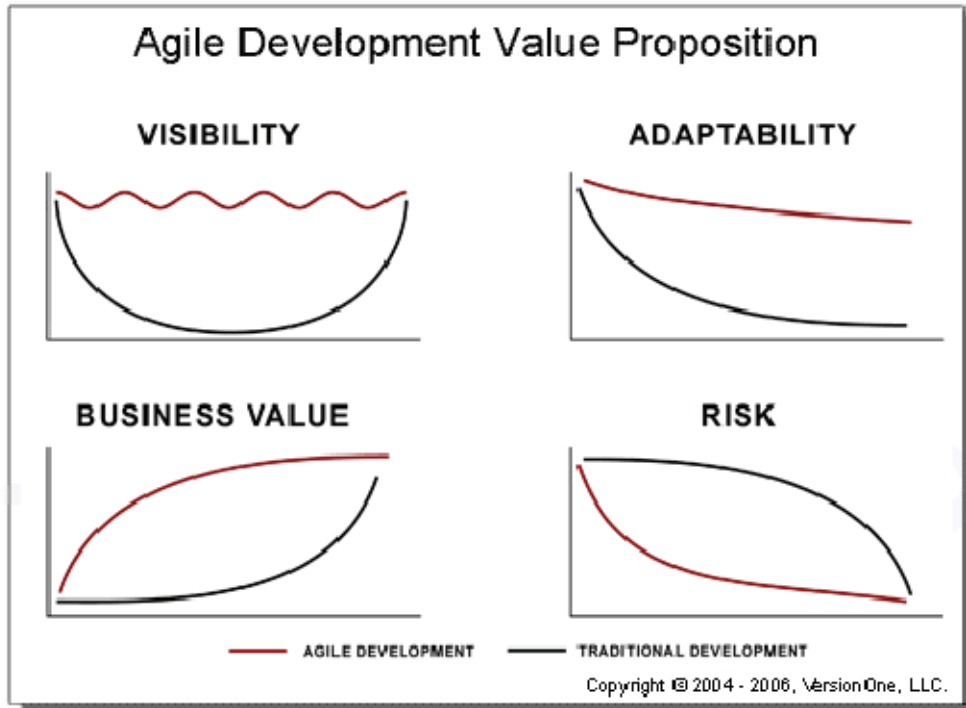 Agile Development Value Proposition
VISIBILITY
ADAPTABILITY
BUSINESS VALUE
RISK
AGILE DEVELOPMENT
TRADITIONAL DEVELOPMENT
Copyright © 2004 - 2006, VersionOne, LLC.